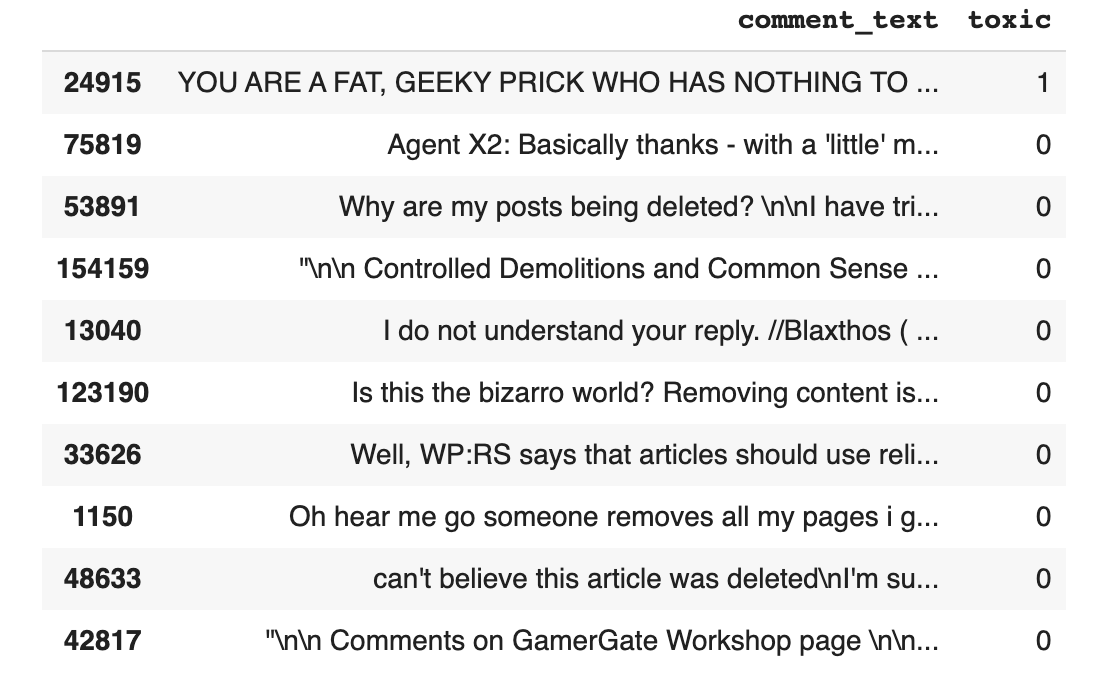 comment_text toxic
24915 YOU ARE A FAT, GEEKY PRICK WHO HAS NOTHING TO ... 1
75819 Agent X2: Basically thanks - with a 'little' m... 0
53891 Why are my posts being deleted? \n\nI have tri... 0
154159 "\n\n Controlled Demolitions and Common Sense ... 0
13040 I do not understand your reply. //Blaxthos ( ... 0
123190 Is this the bizarro world? Removing content is... 0
33626 Well, WP:RS says that articles should use reli... 0
1150 Oh hear me go someone removes all my pages i g... 0
48633 can't believe this article was deleted\nI'm su... 0
42817 "\n\n Comments on GamerGate Workshop page \n\n... 0